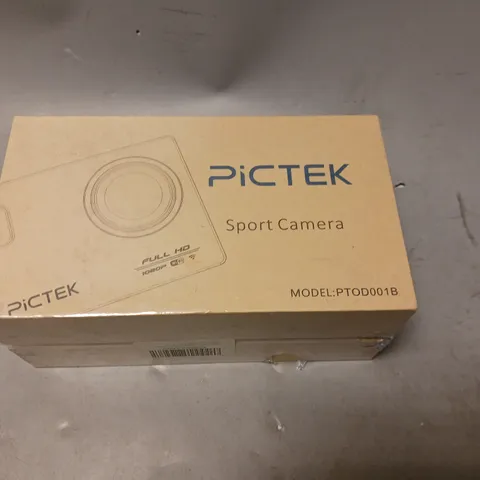 PiCTEK
Sport Camera
FULL HD
1080P
PiCTEK
MODEL:PTOD001B